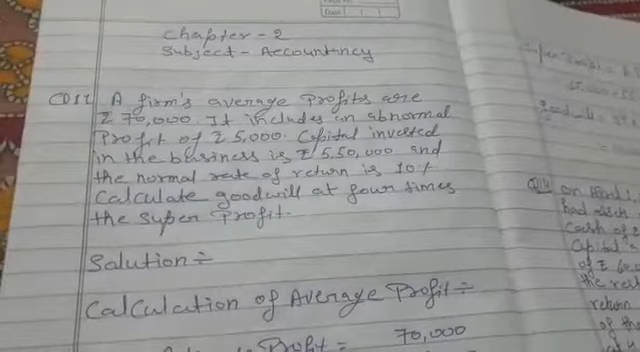 Chapter - 2
Subject - Accountancy
A firm's average Profits are
₹ 70,000. It includes an abnormal
Profit of ₹ 5,000. Capital invested
in the business is ₹ 5,50,000 and
the normal rate of return is 10%
Calculate goodwill at four times
the super Profit.
Solution ÷
Calculation of Average Profit ÷
Profit = 70,000
on
had
Cash of
Capital
of ₹
the
return
of the